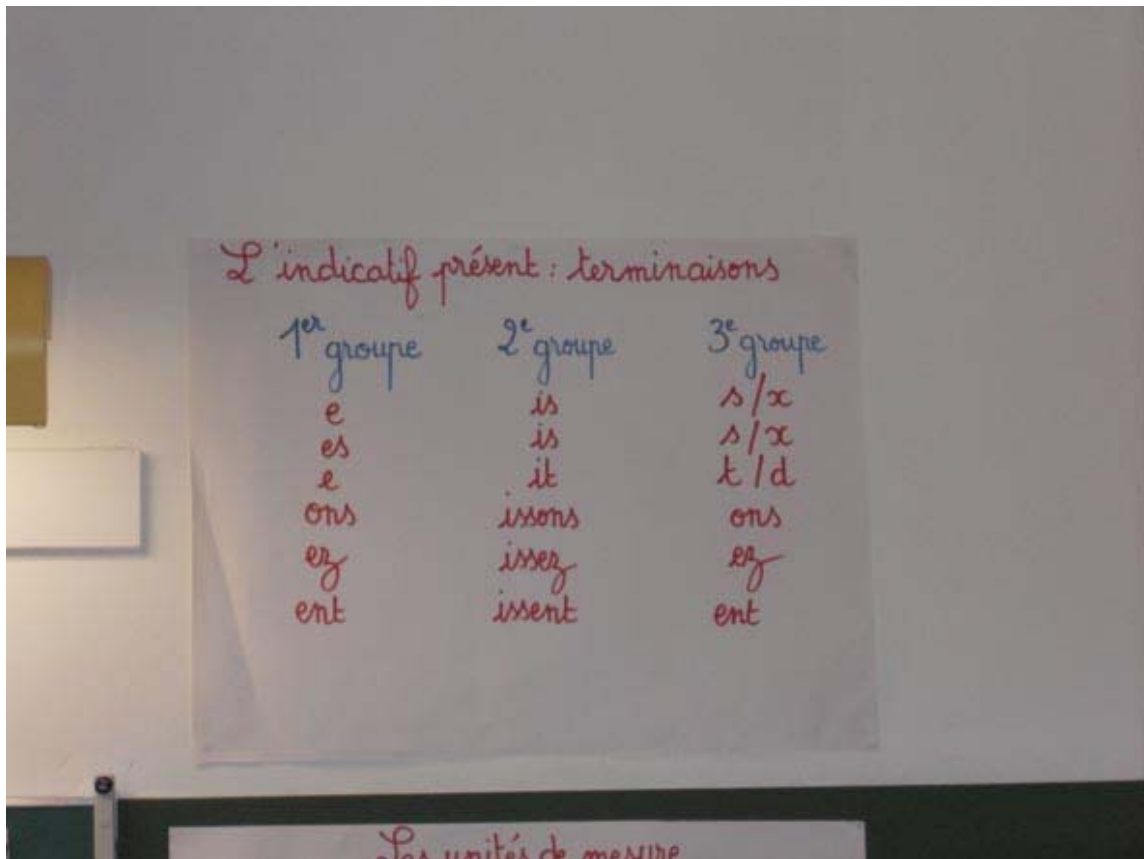 L'indicatif présent : terminaisons
1er groupe 2e groupe 3e groupe
e is s/x
es is s/x
e it t/d
ons issons ons
ez issez ez
ent issent ent
Les unités de mesure